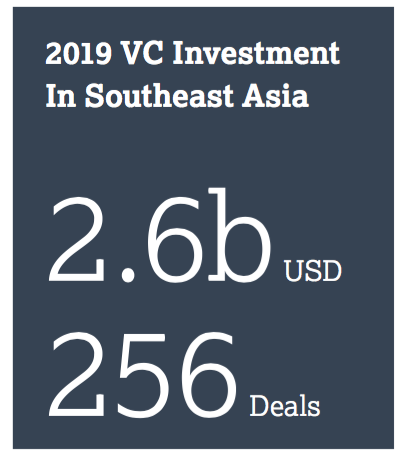 2019 VC Investment
In Southeast Asia
2.6b USD
256 Deals